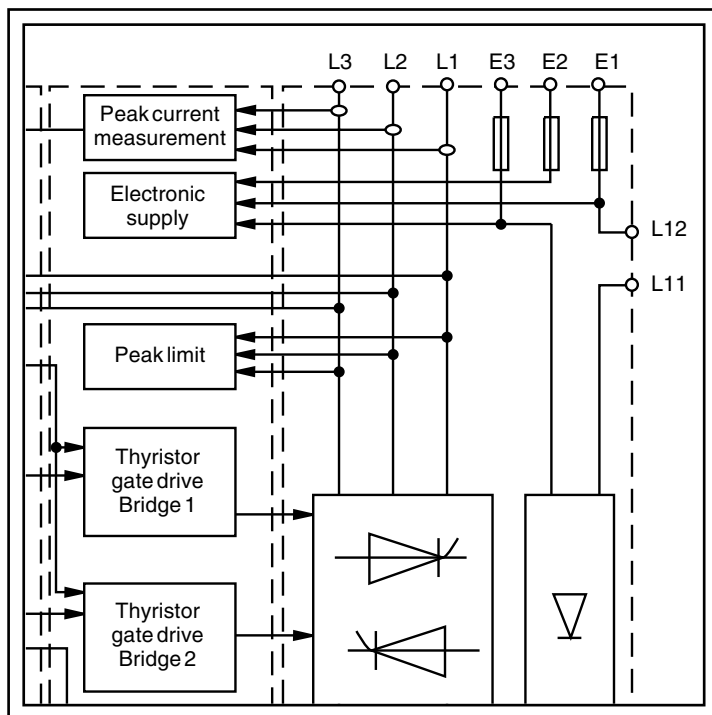 L3 L2 L1 E3 E2 E1
Peak current
measurement
Electronic
supply
L12
L11
Peak limit
Thyristor
gate drive
Bridge 1
Thyristor
gate drive
Bridge 2